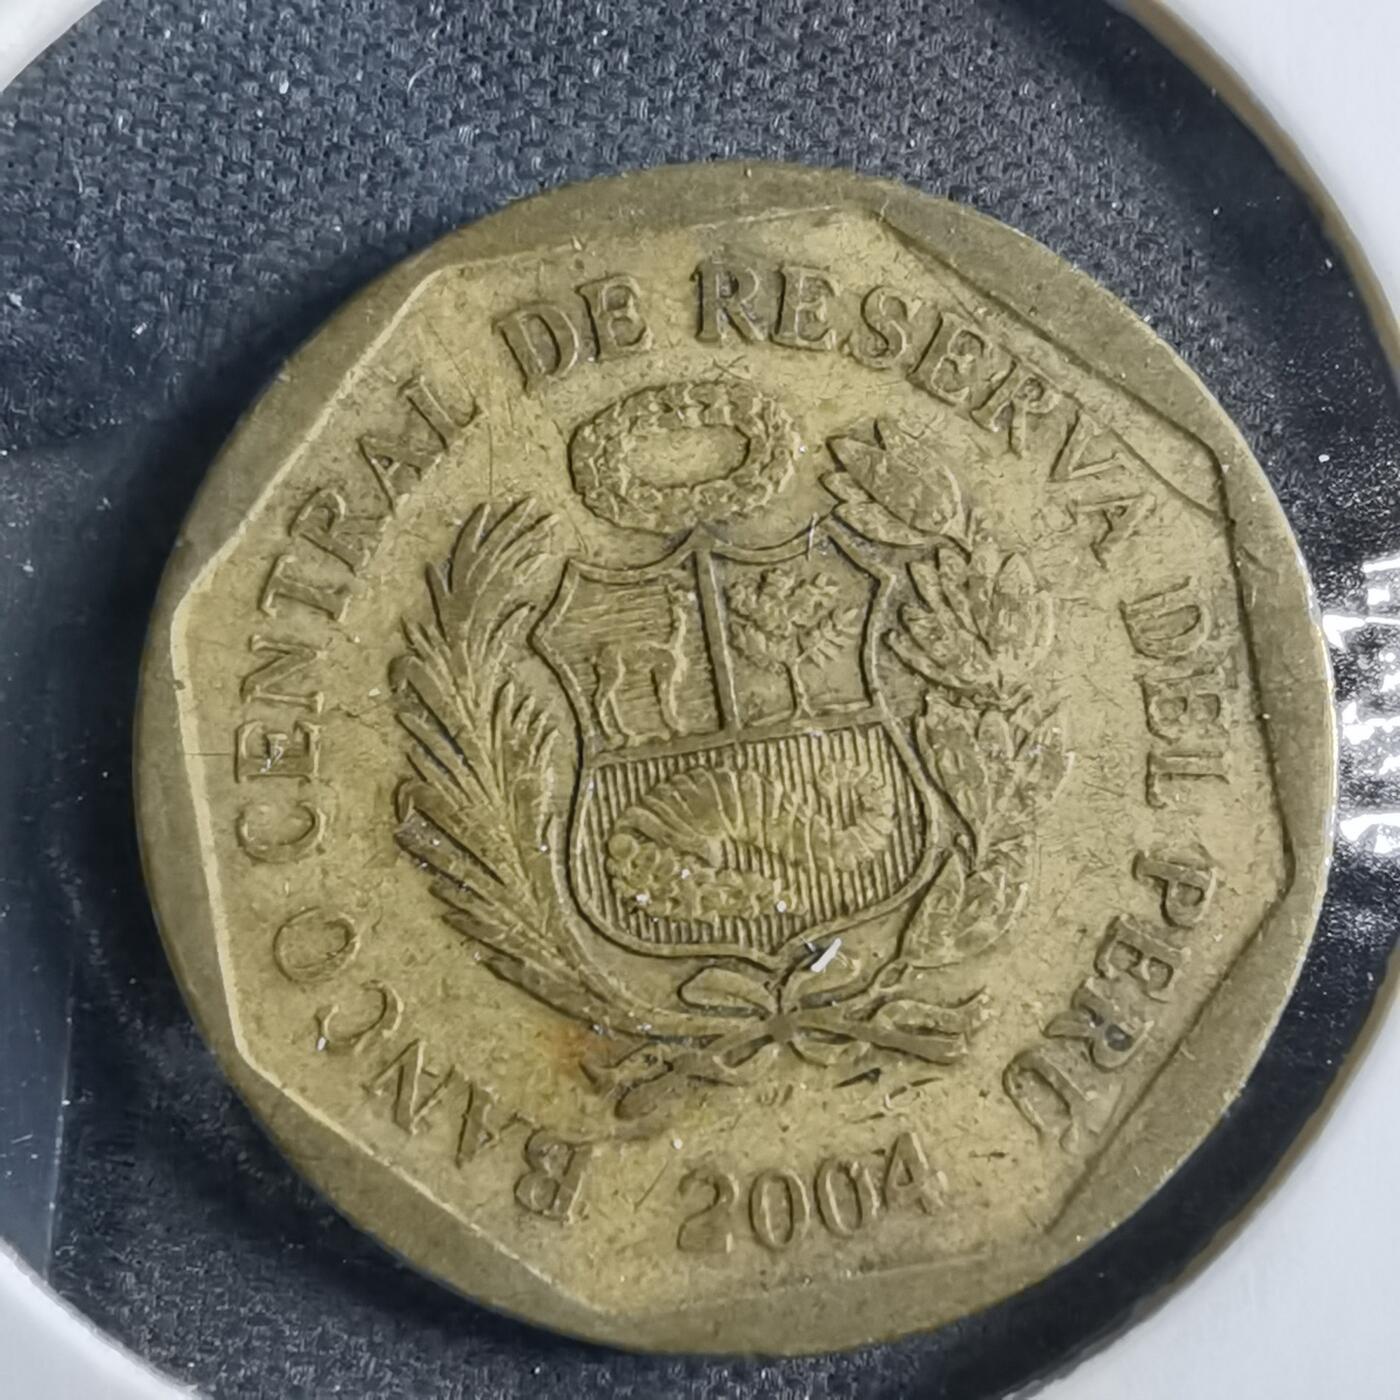 BANCO CENTRAL DE RESERVA DEL PERU
2004